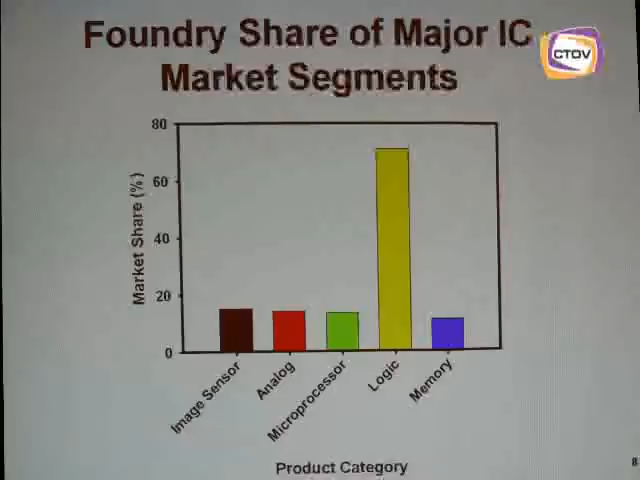 Foundry Share of Major IC
Market Segments
CTOV
80
60
40
20
0
Market Share (%)
Image Sensor
Analog
Microprocessor
Logic
Memory
Product Category
8